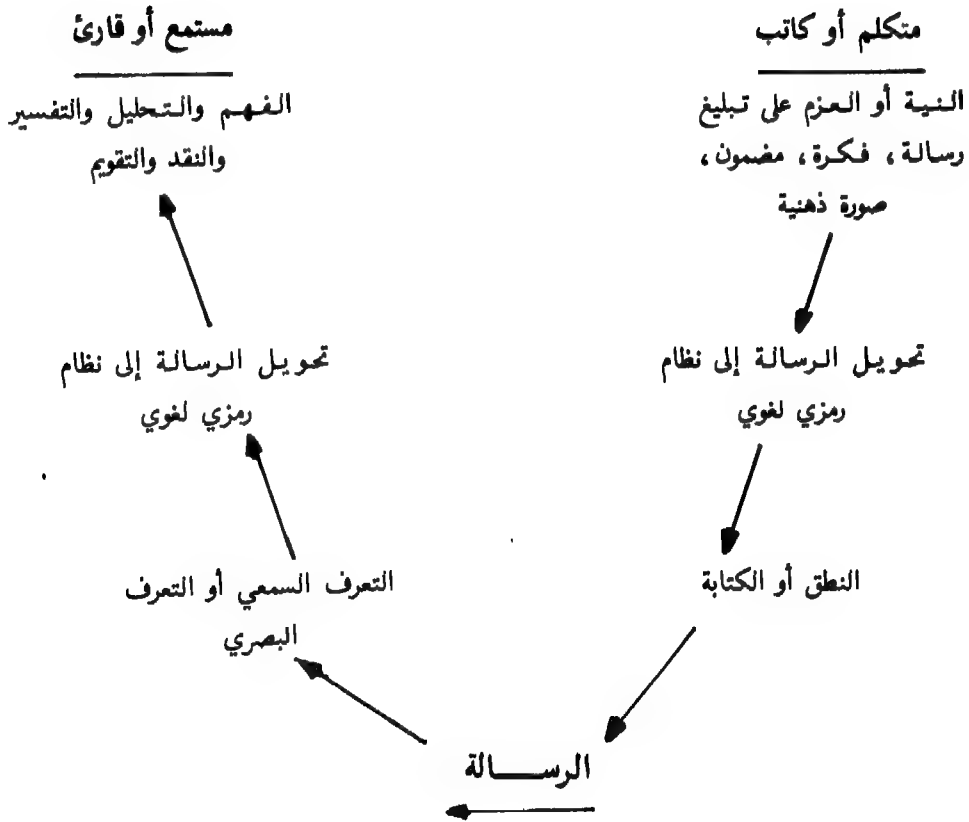 متكلم أو كاتب
النية أو العزم على تبليغ
رسالة، فكرة، مضمون،
صورة ذهنية
تحويل الرسالة إلى نظام
رمزي لغوي
النطق أو الكتابة
الرسالة
التعرف السمعي أو التعرف
البصري
تحويل الرسالة إلى نظام
رمزي لغوي
مستمع أو قارئ
الفهم والتحليل والتفسير
والنقد والتقويم